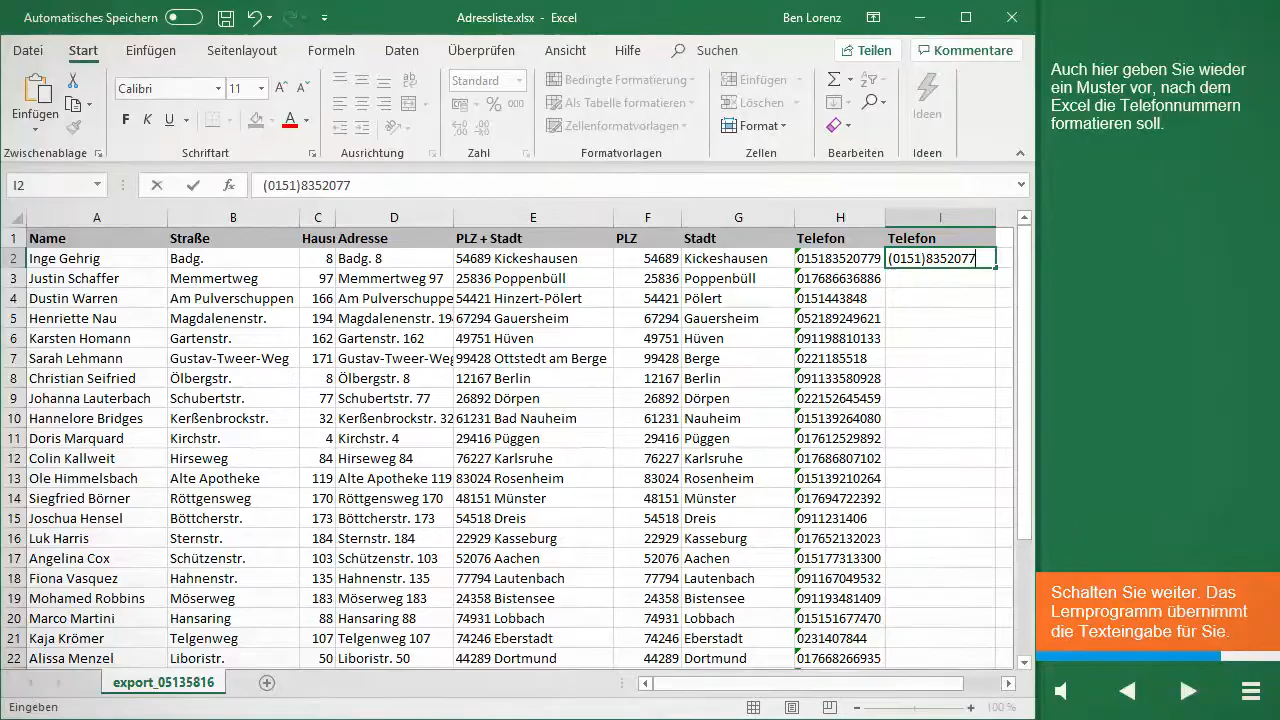 Automatisches Speichern
Adressliste.xlsx - Excel
Ben Lorenz
Datei Start Einfügen Seitenlayout Formeln Daten Überprüfen Ansicht Hilfe Suchen Teilen Kommentare
Einfügen
Calibri 11
F K U A
Standard
% 000
Bedingte Formatierung
Als Tabelle formatieren
Zellenformatvorlagen
Einfügen
Löschen
Format
Ideen
Zwischenablage Schriftart Ausrichtung Zahl Formatvorlagen Zellen Bearbeiten Ideen
I2 fx (0151)8352077
A B C D E F G H I
1 Name Straße Hausı Adresse PLZ + Stadt PLZ Stadt Telefon Telefon
2 Inge Gehrig Badg. 8 Badg. 8 54689 Kickeshausen 54689 Kickeshausen 015183520779 (0151)8352077
3 Justin Schaffer Memmertweg 97 Memmertweg 97 25836 Poppenbüll 25836 Poppenbüll 017686636886
4 Dustin Warren Am Pulverschuppen 166 Am Pulverschuppe 54421 Hinzert-Pölert 54421 Pölert 0151443848
5 Henriette Nau Magdalenenstr. 194 Magdalenenstr. 194 67294 Gauersheim 67294 Gauersheim 052189249621
6 Karsten Homann Gartenstr. 162 Gartenstr. 162 49751 Hüven 49751 Hüven 091198810133
7 Sarah Lehmann Gustav-Tweer-Weg 171 Gustav-Tweer-Weg 99428 Ottstedt am Berge 99428 Berge 0221185518
8 Christian Seifried Ölbergstr. 8 Ölbergstr. 8 12167 Berlin 12167 Berlin 091133580928
9 Johanna Lauterbach Schubertstr. 77 Schubertstr. 77 26892 Dörpen 26892 Dörpen 022152645459
10 Hannelore Bridges Kerßenbrockstr. 32 Kerßenbrockstr. 32 61231 Bad Nauheim 61231 Nauheim 015139264080
11 Doris Marquard Kirchstr. 4 Kirchstr. 4 29416 Püggen 29416 Püggen 017612529892
12 Colin Kallweit Hirseweg 84 Hirseweg 84 76227 Karlsruhe 76227 Karlsruhe 017686807102
13 Ole Himmelsbach Alte Apotheke 119 Alte Apotheke 119 83024 Rosenheim 83024 Rosenheim 015139210264
14 Siegfried Börner Röttgensweg 170 Röttgensweg 170 48151 Münster 48151 Münster 017694722392
15 Joschua Hensel Böttcherstr. 173 Böttcherstr. 173 54518 Dreis 54518 Dreis 0911231406
16 Luk Harris Sternstr. 184 Sternstr. 184 22929 Kasseburg 22929 Kasseburg 017652132023
17 Angelina Cox Schützenstr. 103 Schützenstr. 103 52076 Aachen 52076 Aachen 015177313300
18 Fiona Vasquez Hahnenstr. 135 Hahnenstr. 135 77794 Lautenbach 77794 Lautenbach 091167049532
19 Mohamed Robbins Möserweg 183 Möserweg 183 24358 Bistensee 24358 Bistensee 091193481409
20 Marco Martini Hansaring 88 Hansaring 88 74931 Lobbach 74931 Lobbach 015151677470
21 Kaja Krömer Telgenweg 107 Telgenweg 107 74246 Eberstadt 74246 Eberstadt 0231407844
22 Alissa Menzel Liboristr. 50 Liboristr. 50 44289 Dortmund 44289 Dortmund 017668266935
export_05135816
Eingeben
100 %
Auch hier geben Sie wieder
ein Muster vor, nach dem
Excel die Telefonnummern
formatieren soll.
Schalten Sie weiter. Das
Lernprogramm übernimmt
die Texteingabe für Sie.